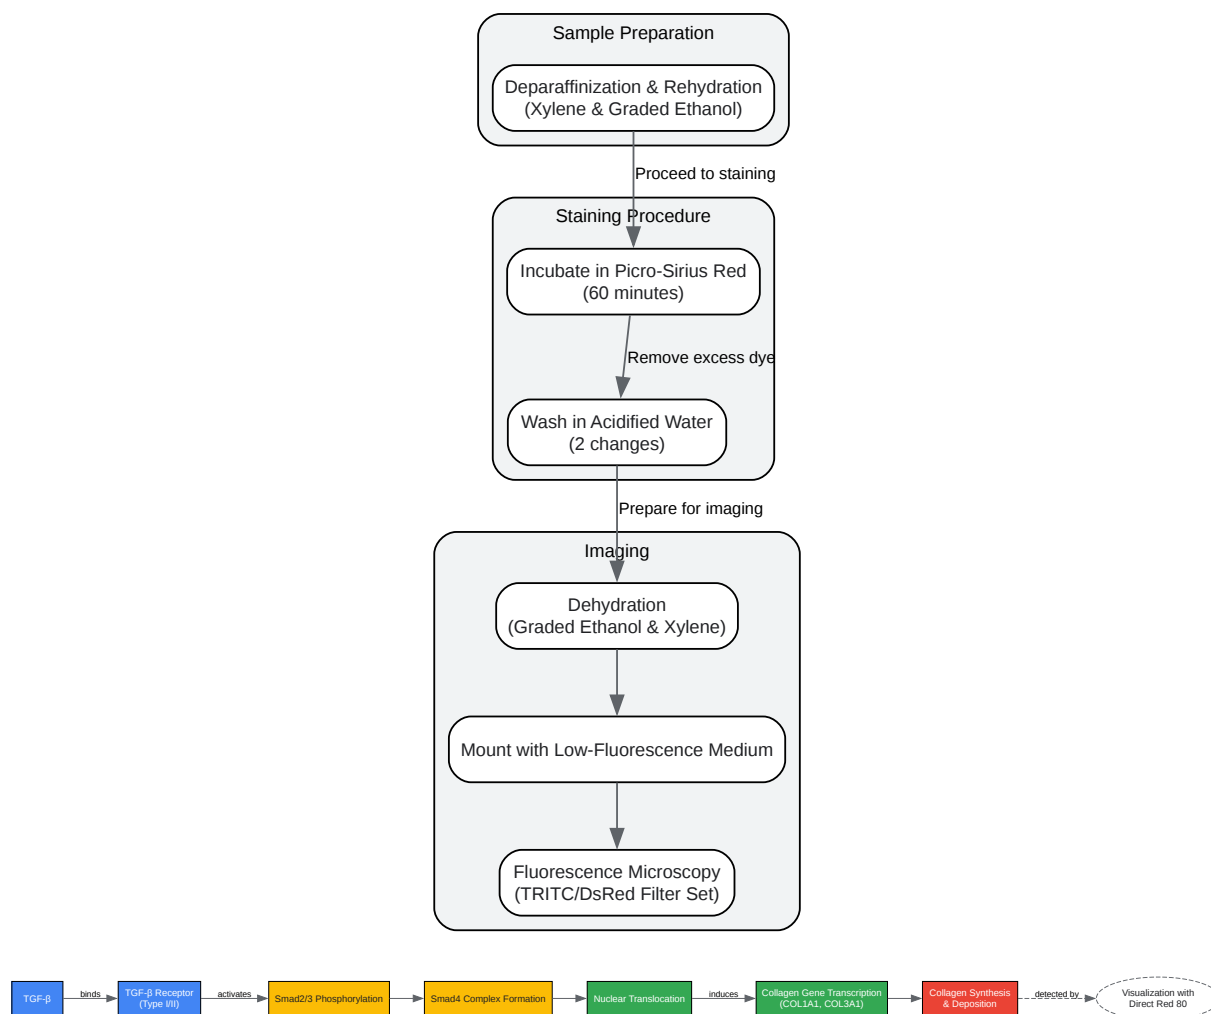 Sample Preparation
Deparaffinization & Rehydration
(Xylene & Graded Ethanol)
Proceed to staining
Staining Procedure
Incubate in Picro-Sirius Red
(60 minutes)
Remove excess dye
Wash in Acidified Water
(2 changes)
Prepare for imaging
Imaging
Dehydration
(Graded Ethanol & Xylene)
Mount with Low-Fluorescence Medium
Fluorescence Microscopy
(TRITC/DsRed Filter Set)
TGF-β
binds
TGF-β Receptor
(Type I/II)
activates
Smad2/3 Phosphorylation
Smad4 Complex Formation
Nuclear Translocation
induces
Collagen Gene Transcription
(COL1A1, COL3A1)
Collagen Synthesis
& Deposition
detected by
Visualization with
Direct Red 80